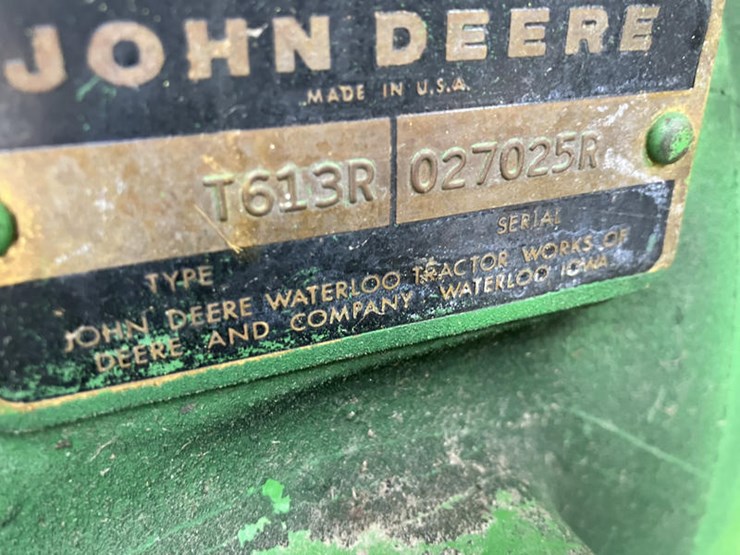 JOHN DEERE
MADE IN U.S.A.
T613R 027025R
TYPE SERIAL
JOHN DEERE WATERLOO TRACTOR WORKS OF
DEERE AND COMPANY WATERLOO IOWA